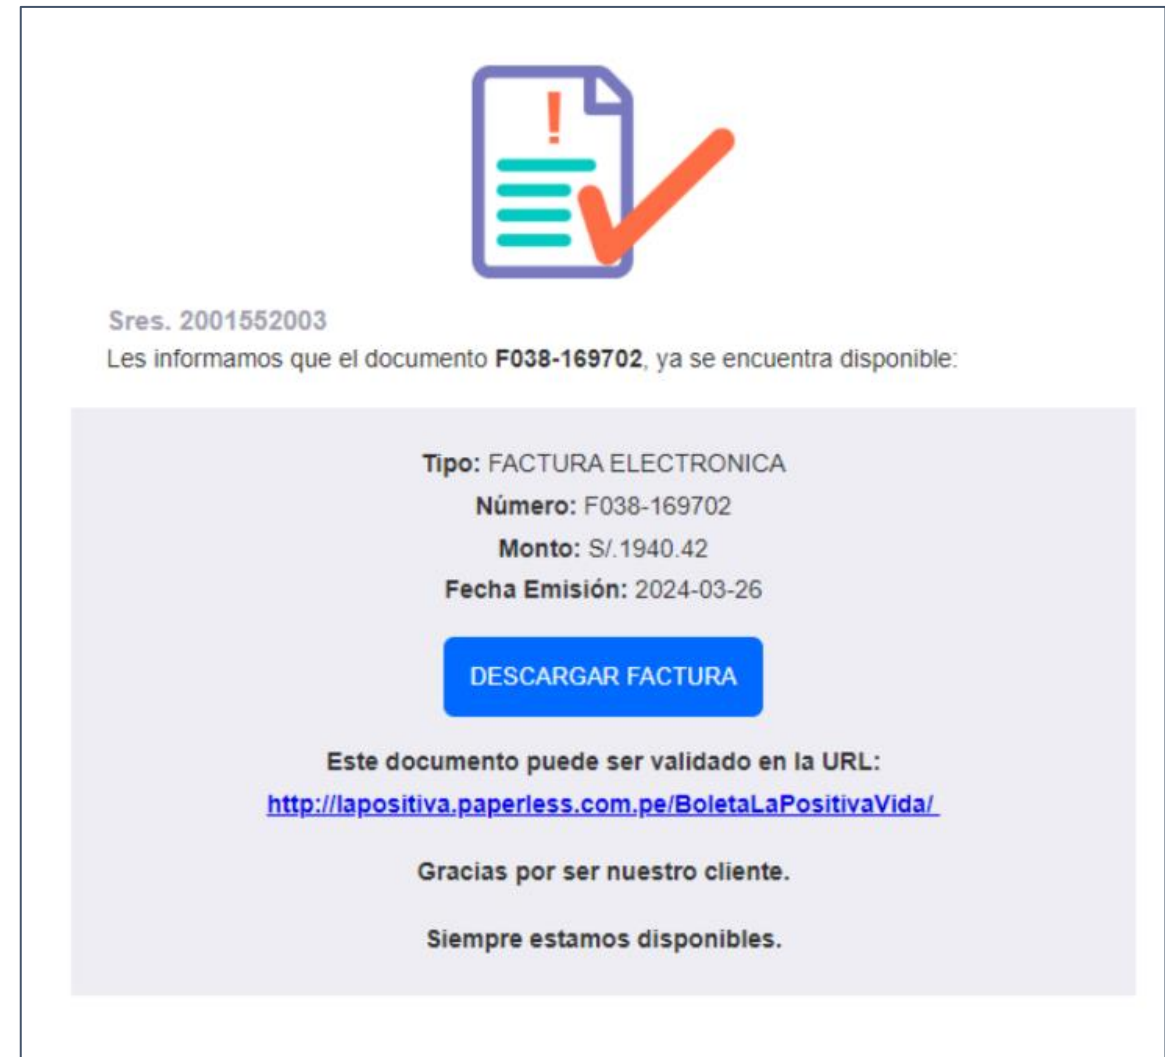 Sres. 2001552003
Les informamos que el documento F038-169702, ya se encuentra disponible:
Tipo: FACTURA ELECTRONICA
Número: F038-169702
Monto: S/.1940.42
Fecha Emisión: 2024-03-26
DESCARGAR FACTURA
Este documento puede ser validado en la URL:
http://lapositiva.paperless.com.pe/BoletaLaPositivaVida/
Gracias por ser nuestro cliente.
Siempre estamos disponibles.